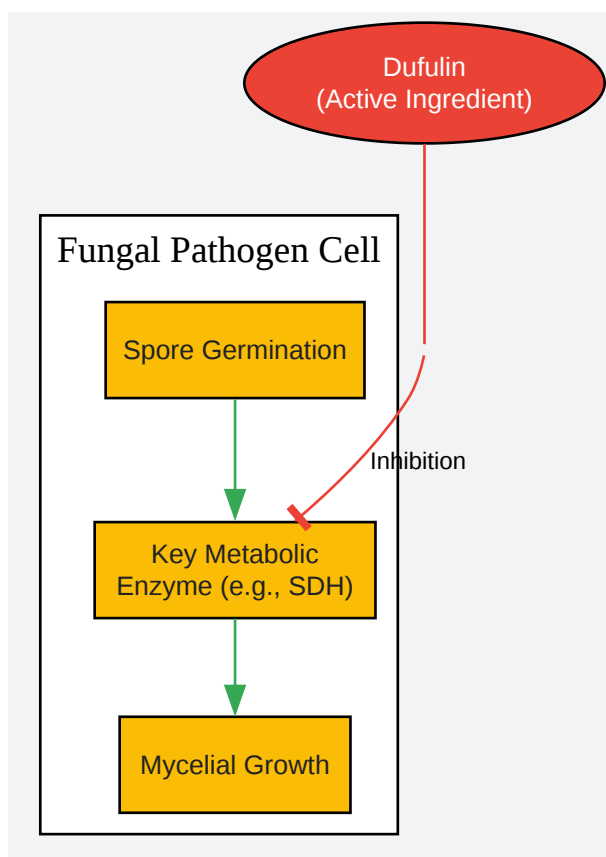 Dufulin
(Active Ingredient)
Fungal Pathogen Cell
Spore Germination
Inhibition
Key Metabolic
Enzyme (e.g., SDH)
Mycelial Growth